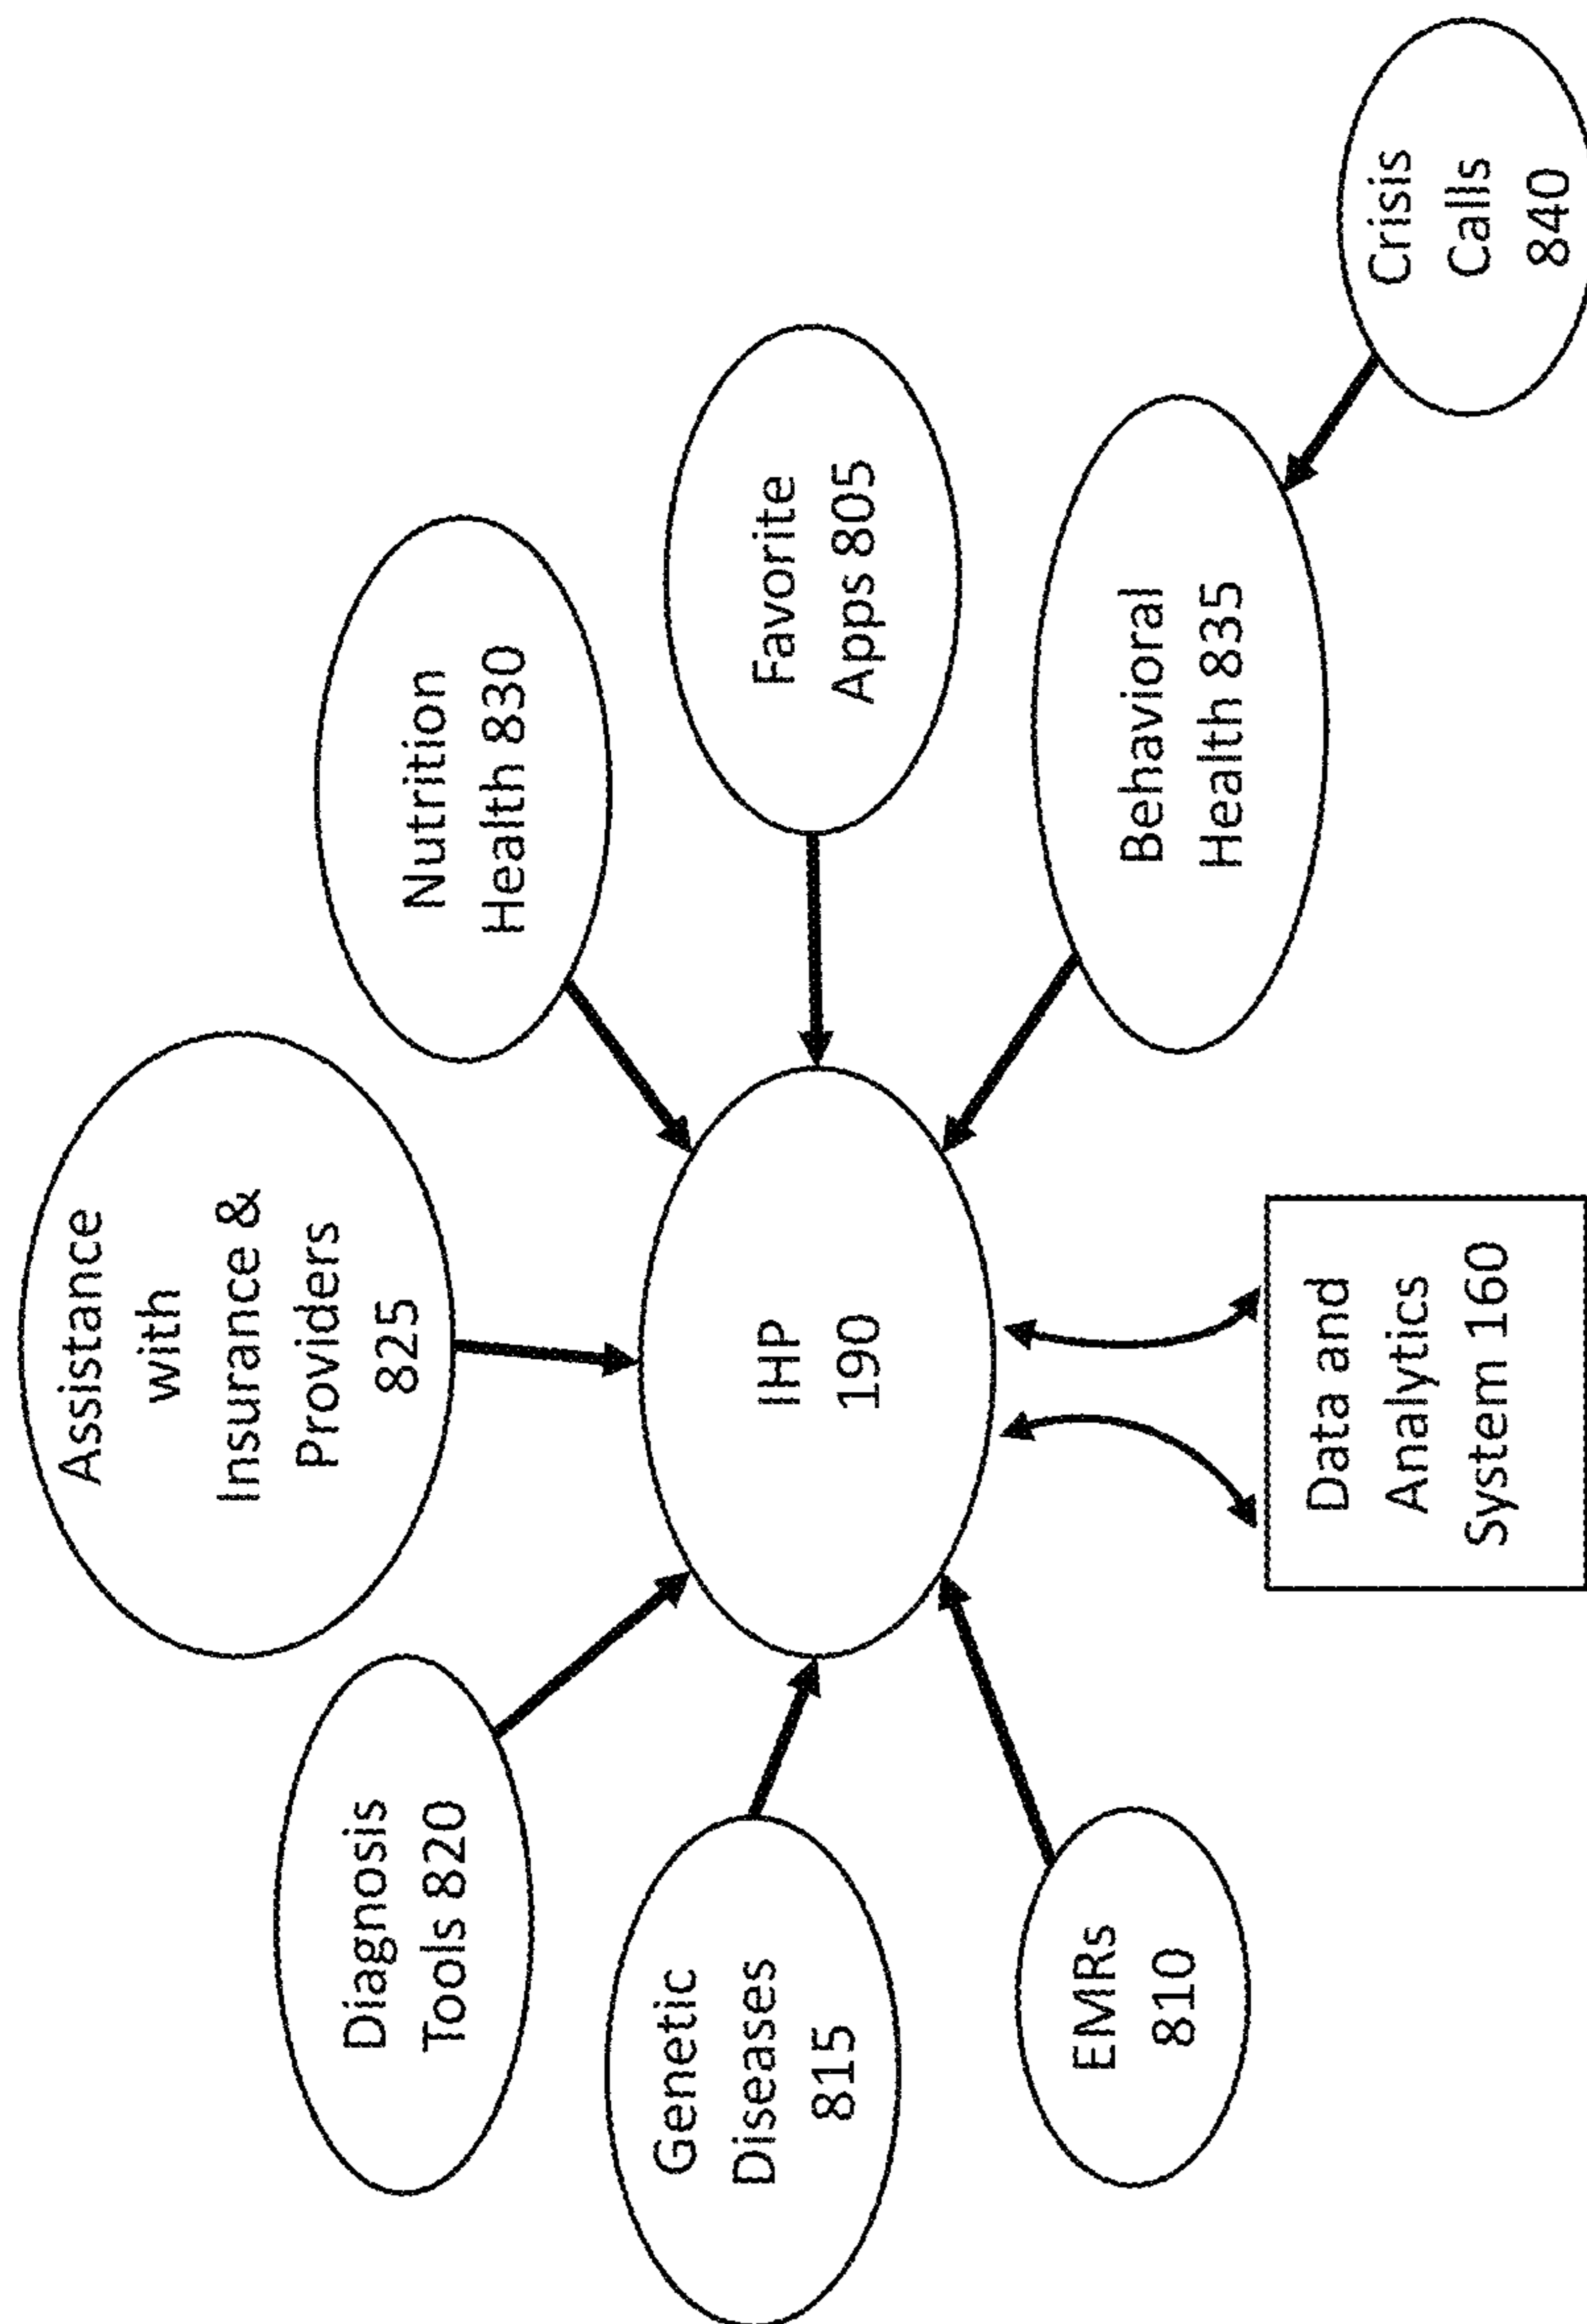 Assistance
with
Insurance &
Providers
825
Diagnosis
Tools 820
Nutrition
Health 830
Genetic
Diseases
815
IHP
190
Favorite
Apps 805
EMRs
810
Behavioral
Health 835
Data and
Analytics
System 160
Crisis
Calls
840